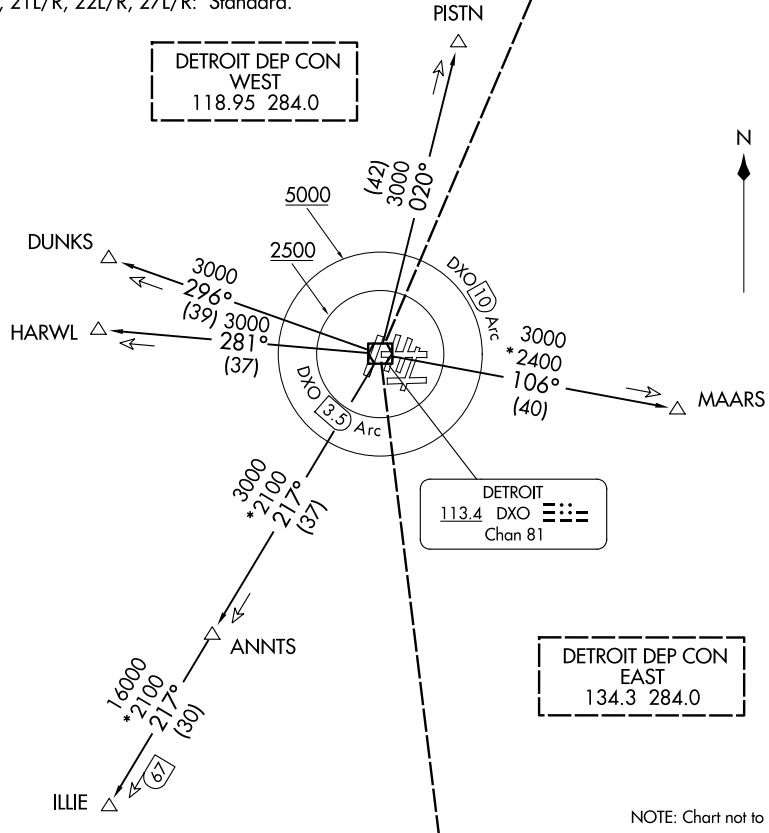 , 21L/R, 22L/R, 27L/R: Standard.
PISTN
DETROIT DEP CON
WEST
118.95 284.0
N
(42)
3000
020°
5000
2500
DUNKS
3000
296°
(39)
HARWL
3000
281°
(37)
DXO 10 Arc
3000
*2400
106°
(40)
MAARS
DXO 3.5 Arc
DETROIT
113.4 DXO
Chan 81
3000
*2100
217°
(37)
ANNTS
DETROIT DEP CON
EAST
134.3 284.0
16000
*2100
217°
(30)
67
ILLIE
NOTE: Chart not to